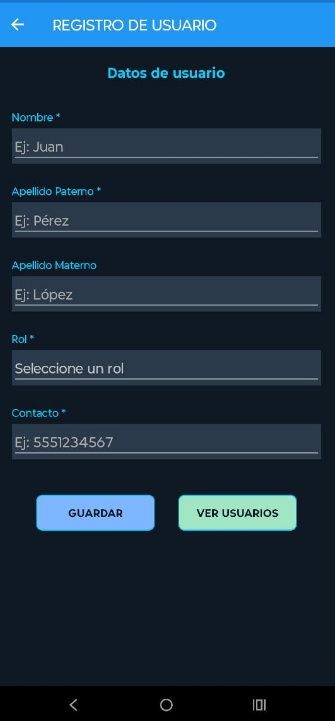 REGISTRO DE USUARIO
Datos de usuario
Nombre *
Ej: Juan
Apellido Paterno *
Ej: Pérez
Apellido Materno
Ej: López
Rol *
Seleccione un rol
Contacto *
Ej: 5551234567
GUARDAR
VER USUARIOS